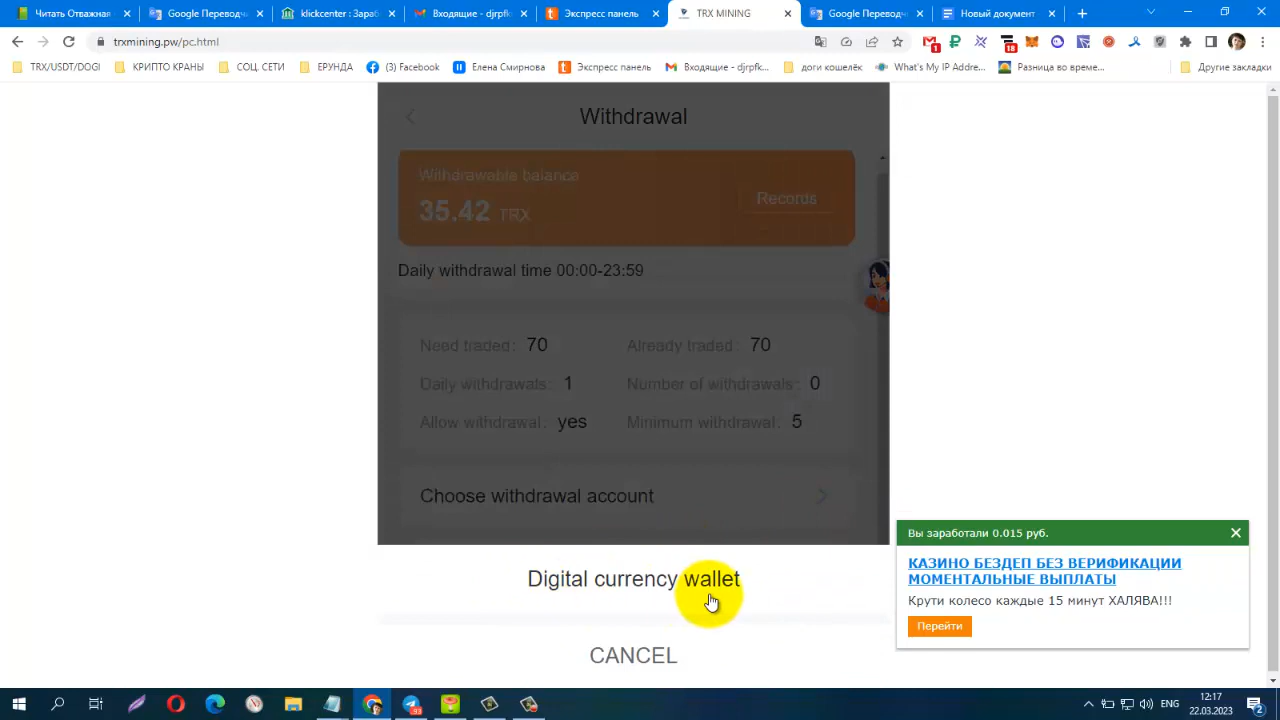 Читать Отважная
Google Переводч
klickcenter : Зараб
Входящие - djrpfk
Экспресс панель
TRX MINING
Google Переводч
Новый документ
trxmining.pw/pc.html
1
18
TRX/USDT/DOGI
КРИПТО КРАНЫ
СОЦ. СЕТИ
ЕРУНДА
(3) Facebook
Елена Смирнова
Экспресс панель
Входящие - djrpfk...
доги кошелёк
What's My IP Addre...
Разница во време...
Другие закладки
Withdrawal
Withdrawable balance
35.42 TRX
Records
Daily withdrawal time 00:00-23:59
Need traded: 70
Already traded: 70
Daily withdrawals: 1
Number of withdrawals: 0
Allow withdrawal: yes
Minimum withdrawal: 5
Choose withdrawal account
Digital currency wallet
CANCEL
Вы заработали 0.015 руб.
КАЗИНО БЕЗДЕП БЕЗ ВЕРИФИКАЦИИ
МОМЕНТАЛЬНЫЕ ВЫПЛАТЫ
Крути колесо каждые 15 минут ХАЛЯВА!!!
Перейти
ENG
12:17
22.03.2023
2